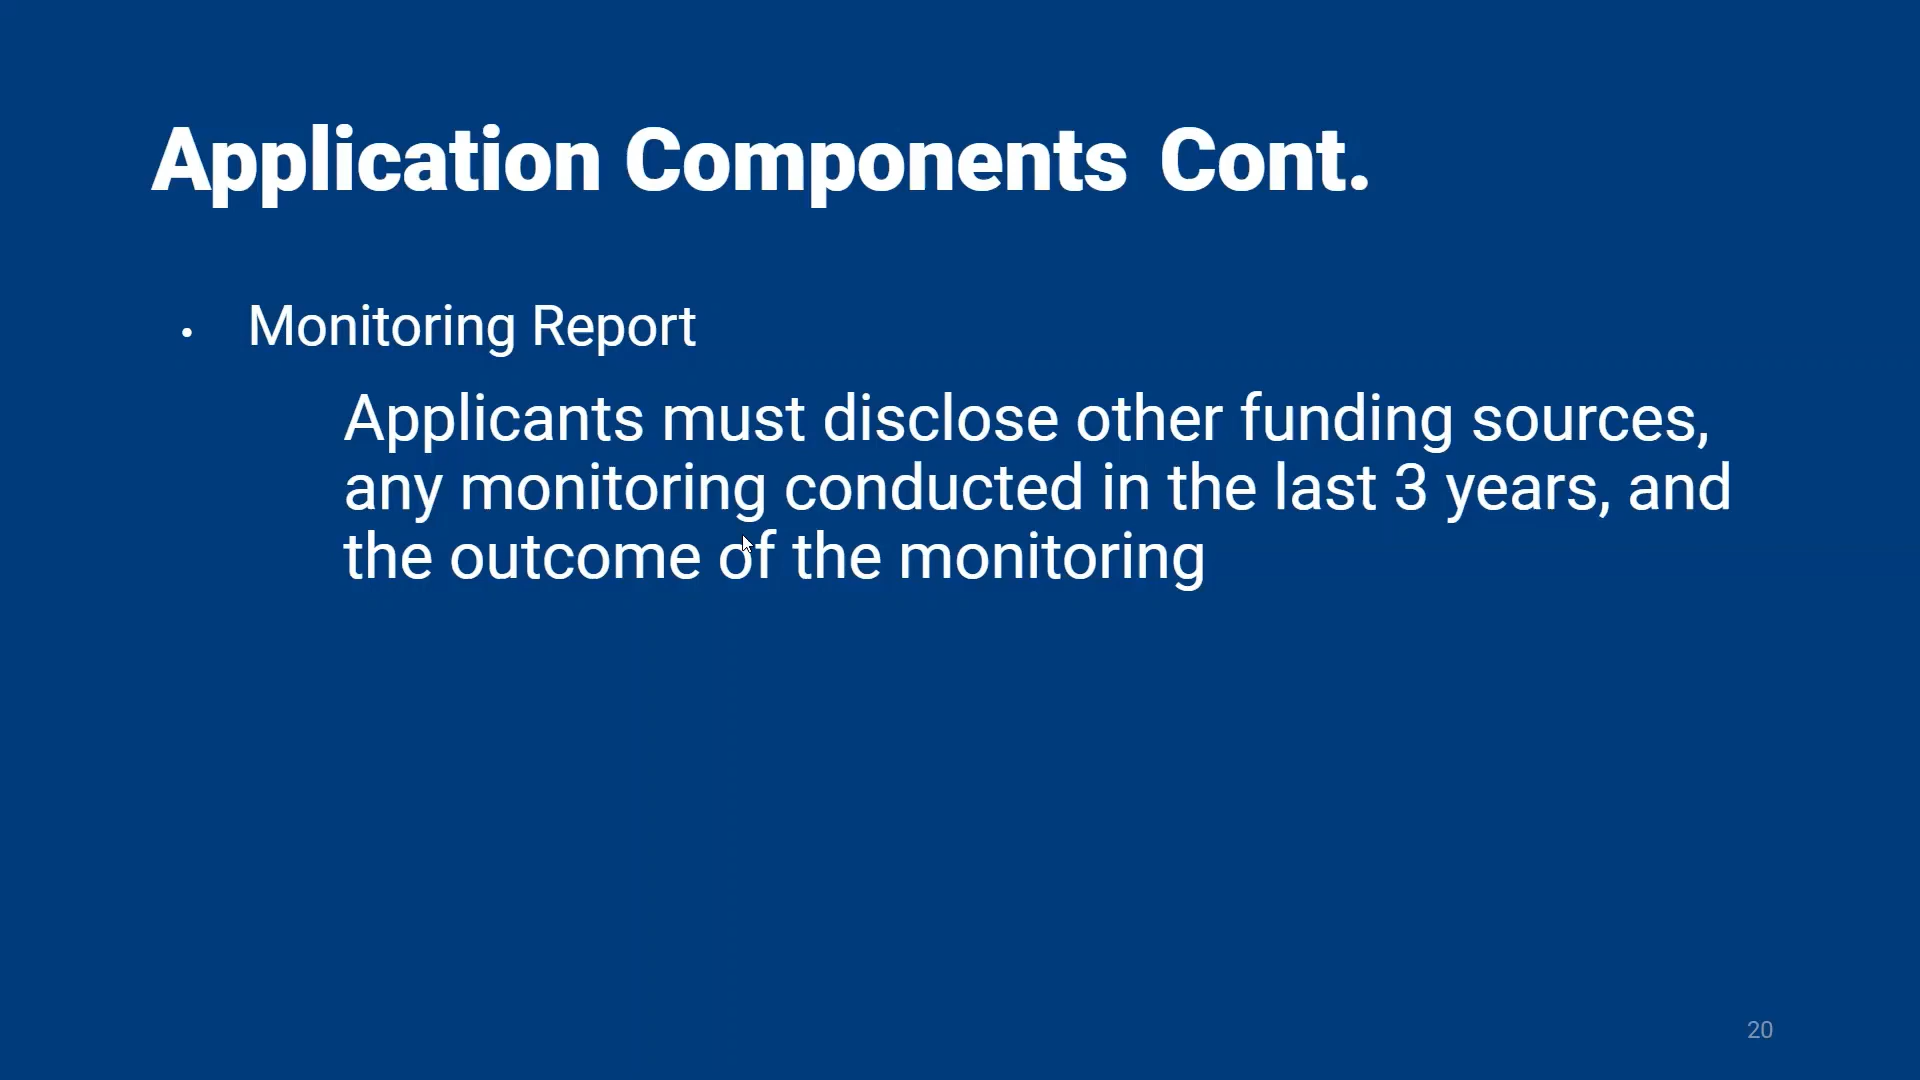 Application Components Cont.
• Monitoring Report
Applicants must disclose other funding sources,
any monitoring conducted in the last 3 years, and
the outcome of the monitoring
20